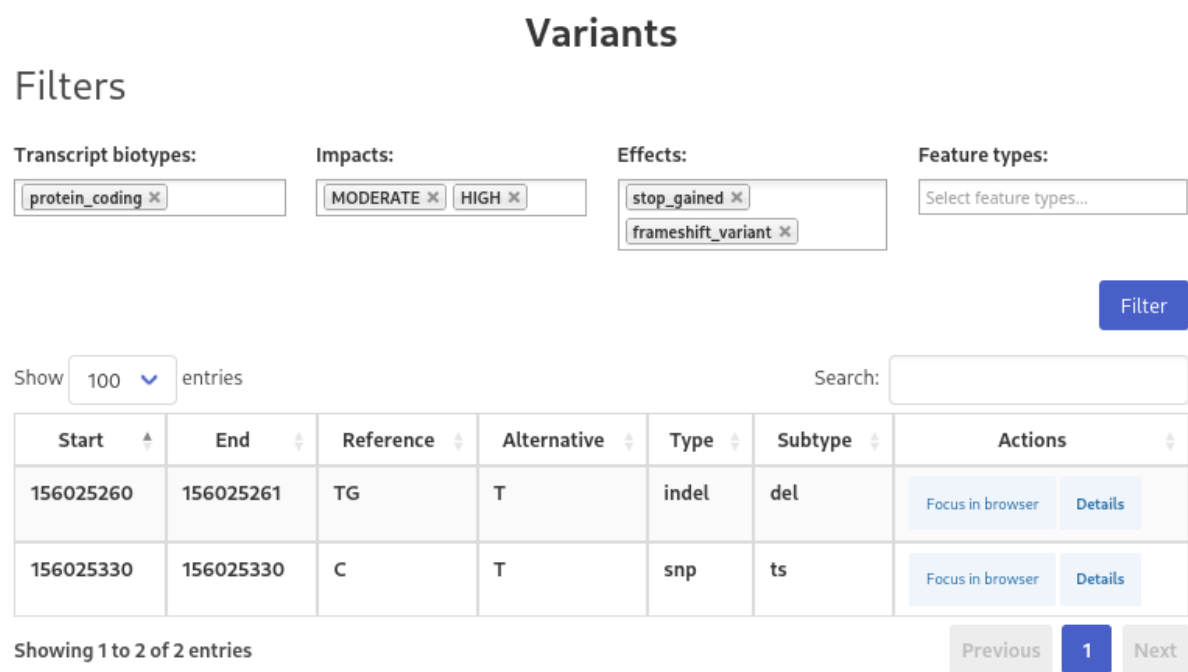 Variants
Filters
Transcript biotypes: Impacts: Effects: Feature types:
protein_coding × MODERATE × HIGH × stop_gained × Select feature types...
frameshift_variant ×
Filter
Show 100 entries Search:
Start End Reference Alternative Type Subtype Actions
156025260 156025261 TG T indel del Focus in browser Details
156025330 156025330 C T snp ts Focus in browser Details
Showing 1 to 2 of 2 entries Previous 1 Next